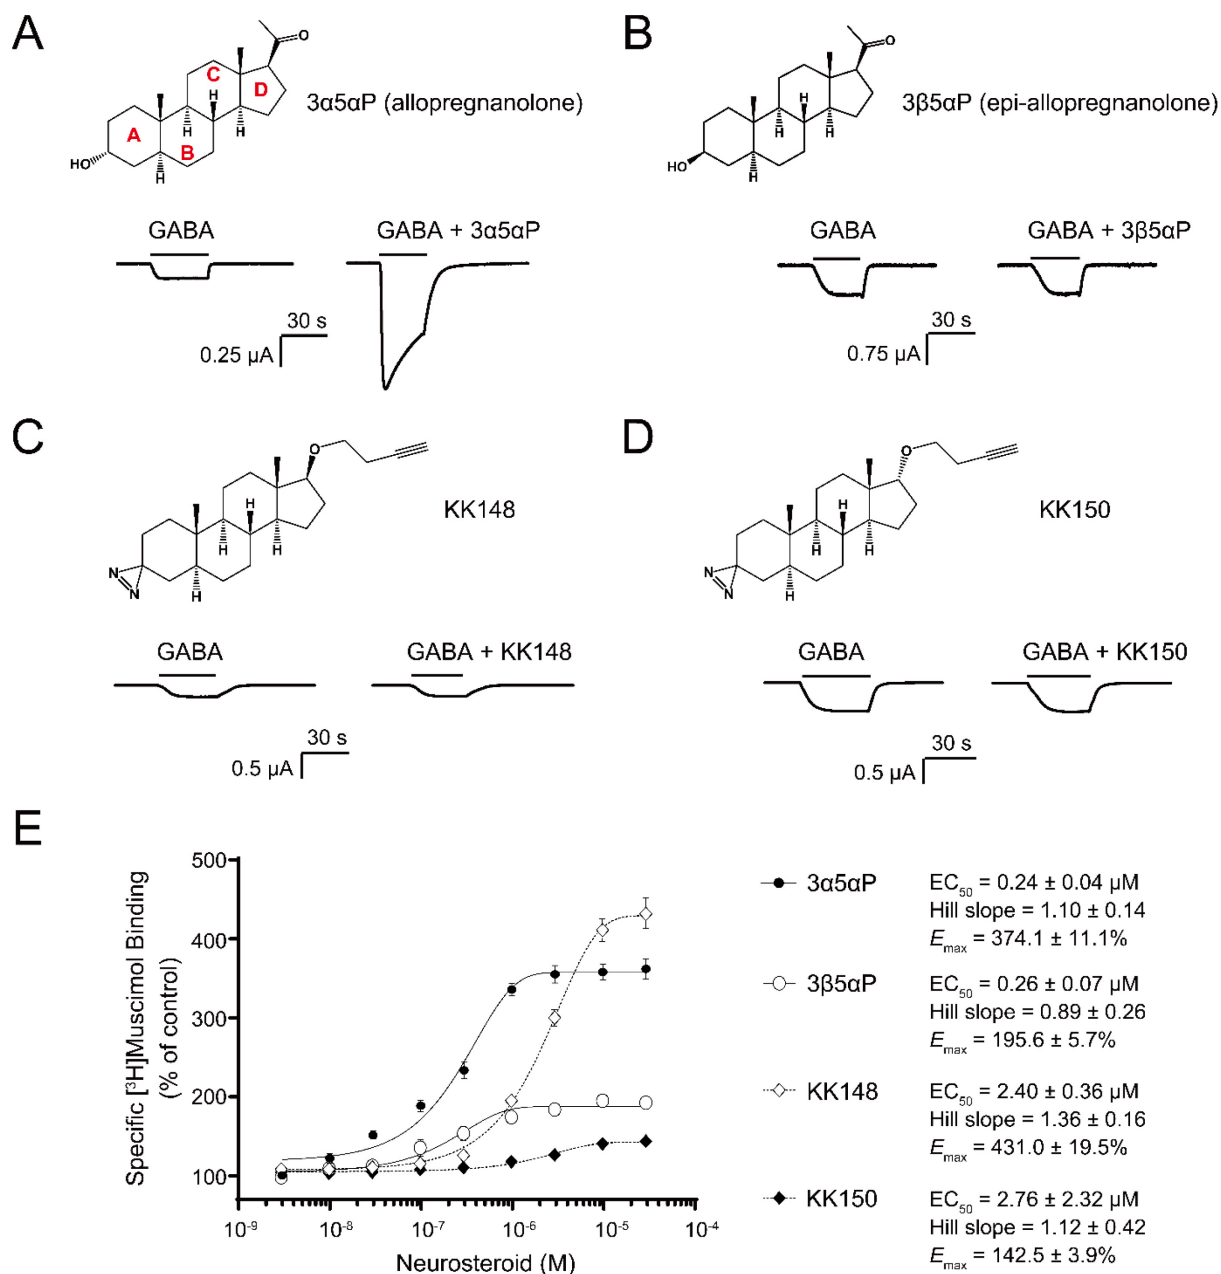 A
C
D
A
B
HO
H
H
H
H
O
3α5αP (allopregnanolone)
GABA
GABA + 3α5αP
30 s
0.25 µA
B
O
H
H
H
H
HO
3β5αP (epi-allopregnanolone)
GABA
GABA + 3β5αP
30 s
0.75 µA
C
O
H
H
H
H
N
N
KK148
GABA
GABA + KK148
30 s
0.5 µA
D
O
H
H
H
H
N
N
KK150
GABA
GABA + KK150
30 s
0.5 µA
E
Specific [³H]Muscimol Binding
(% of control)
500
400
300
200
100
10⁻⁹
10⁻⁸
10⁻⁷
10⁻⁶
10⁻⁵
10⁻⁴
Neurosteroid (M)
3α5αP
EC₅₀ = 0.24 ± 0.04 µM
Hill slope = 1.10 ± 0.14
Eₘₐₓ = 374.1 ± 11.1%
3β5αP
EC₅₀ = 0.26 ± 0.07 µM
Hill slope = 0.89 ± 0.26
Eₘₐₓ = 195.6 ± 5.7%
KK148
EC₅₀ = 2.40 ± 0.36 µM
Hill slope = 1.36 ± 0.16
Eₘₐₓ = 431.0 ± 19.5%
KK150
EC₅₀ = 2.76 ± 2.32 µM
Hill slope = 1.12 ± 0.42
Eₘₐₓ = 142.5 ± 3.9%